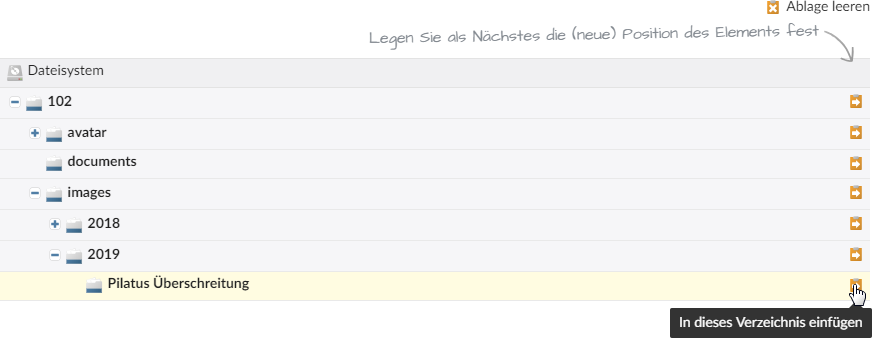 Ablage leeren
Legen Sie als Nächstes die (neue) Position des Elements fest
Dateisystem
102
avatar
documents
images
2018
2019
Pilatus Überschreitung
In dieses Verzeichnis einfügen